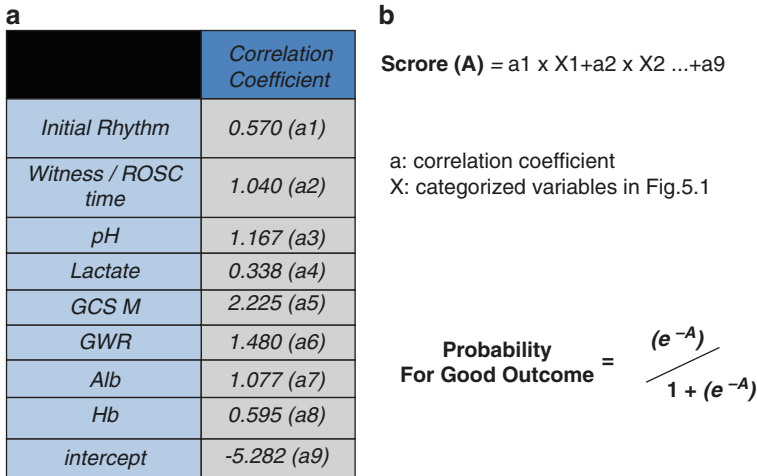 a
Correlation
Coefficient
Initial Rhythm 0.570 (a1)
Witness / ROSC
time
1.040 (a2)
pH 1.167 (a3)
Lactate 0.338 (a4)
GCS M 2.225 (a5)
GWR 1.480 (a6)
Alb 1.077 (a7)
Hb 0.595 (a8)
intercept -5.282 (a9)
b
Scrore (A) = a1 x X1+a2 x X2 ...+a9
a: correlation coefficient
X: categorized variables in Fig.5.1
Probability
For Good Outcome
=
(e –A)
1 + (e –A)